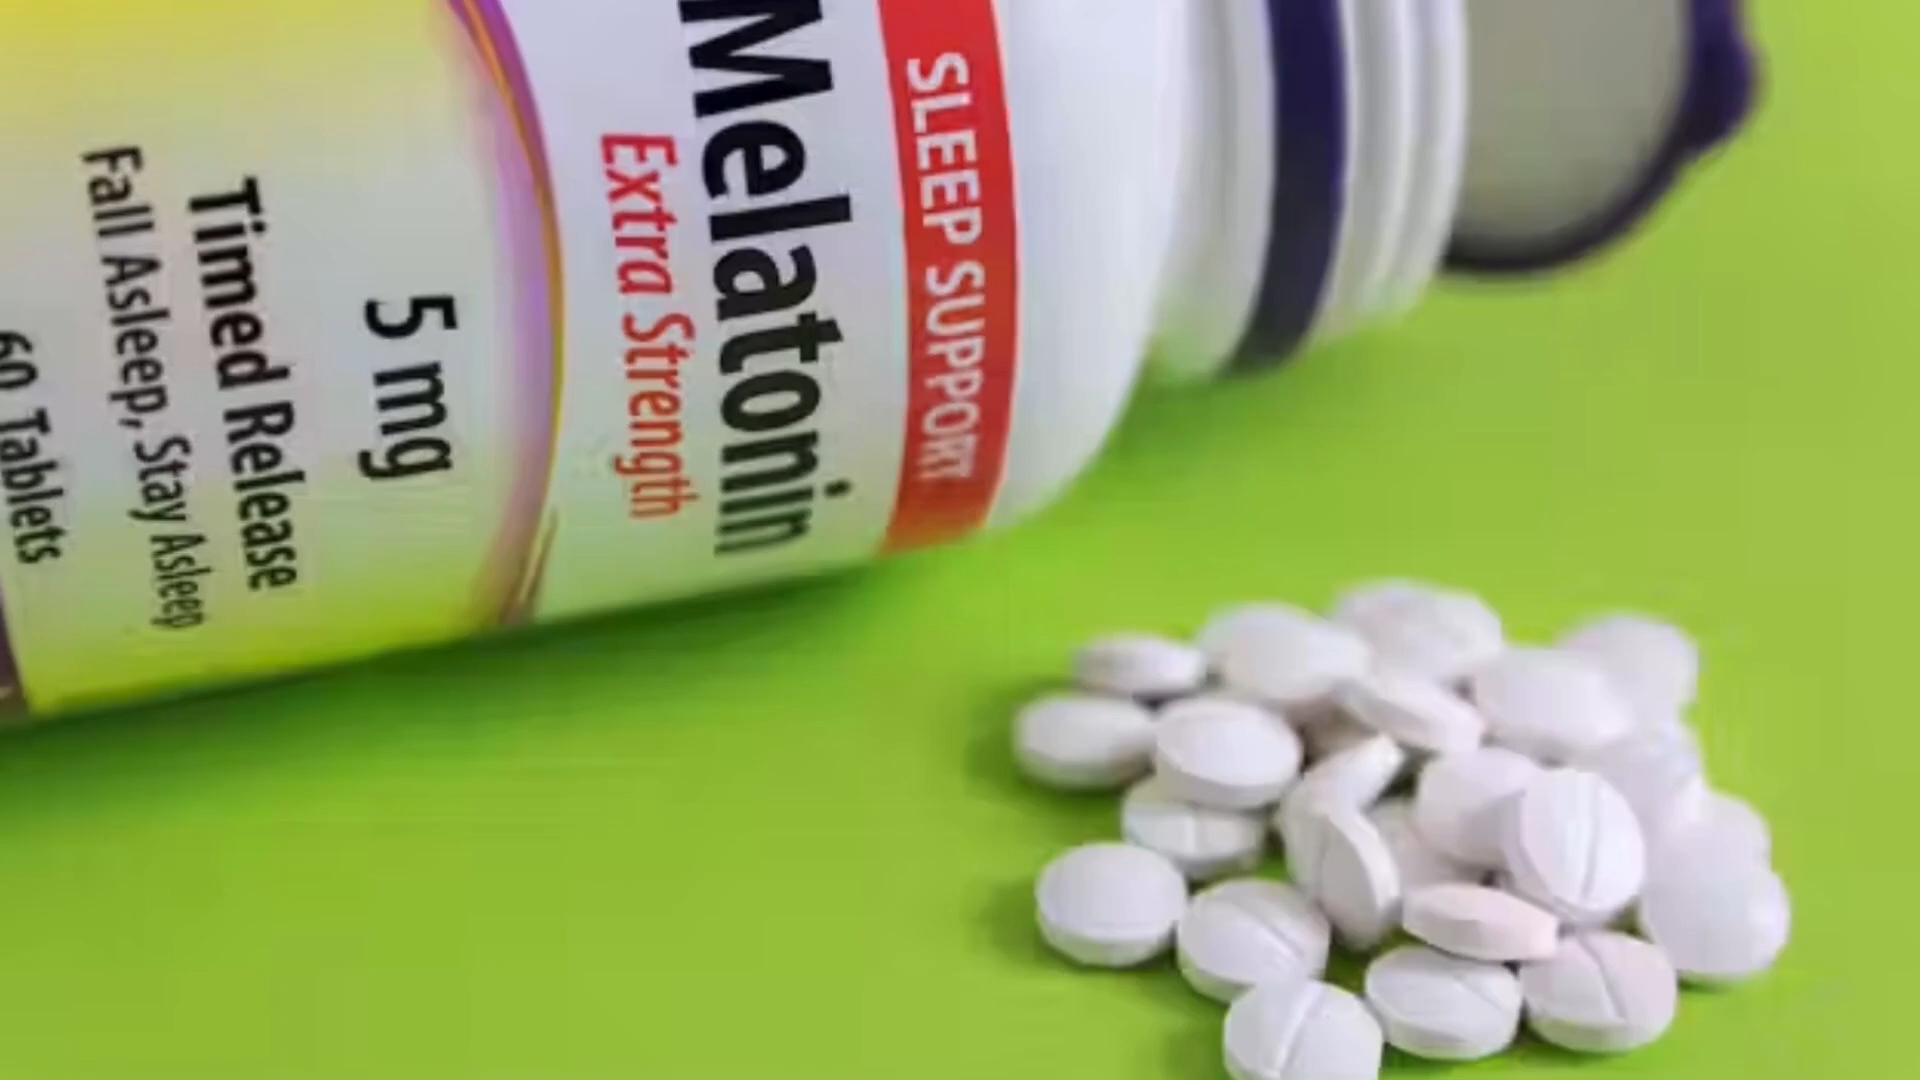 SLEEP SUPPORT
Melatonin
Extra Strength
5 mg
Timed Release
Fall Asleep, Stay Asleep
60 Tablets